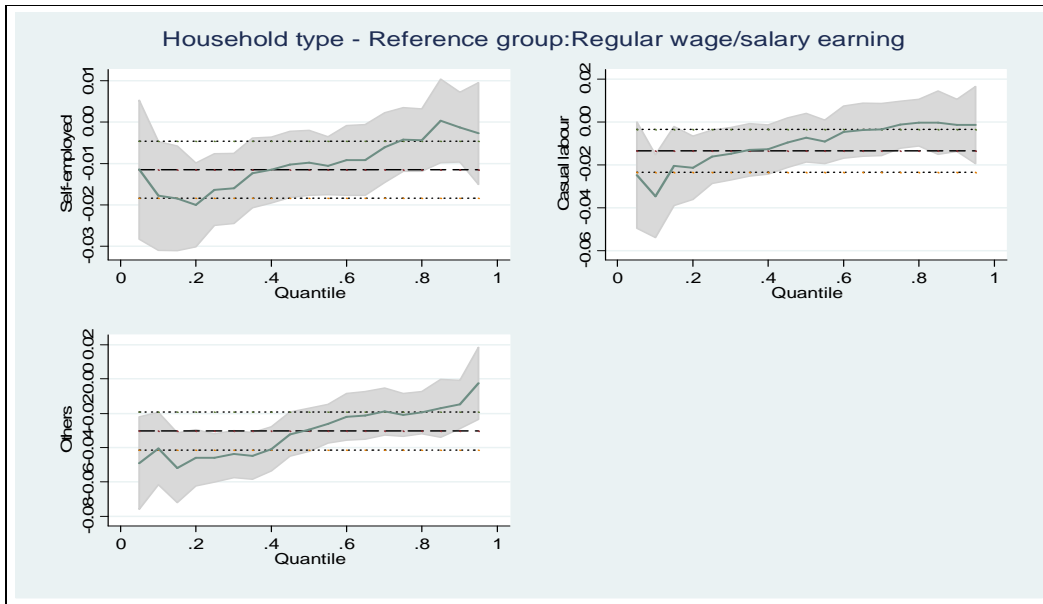 Household type - Reference group:Regular wage/salary earning
Self-employed
-0.03 -0.02 -0.01 0.00 0.01
0 .2 .4 .6 .8 1
Quantile
Casual labour
-0.06 -0.04 -0.02 0.00 0.02
0 .2 .4 .6 .8 1
Quantile
Others
-0.08-0.06-0.04-0.020.00 0.02
0 .2 .4 .6 .8 1
Quantile